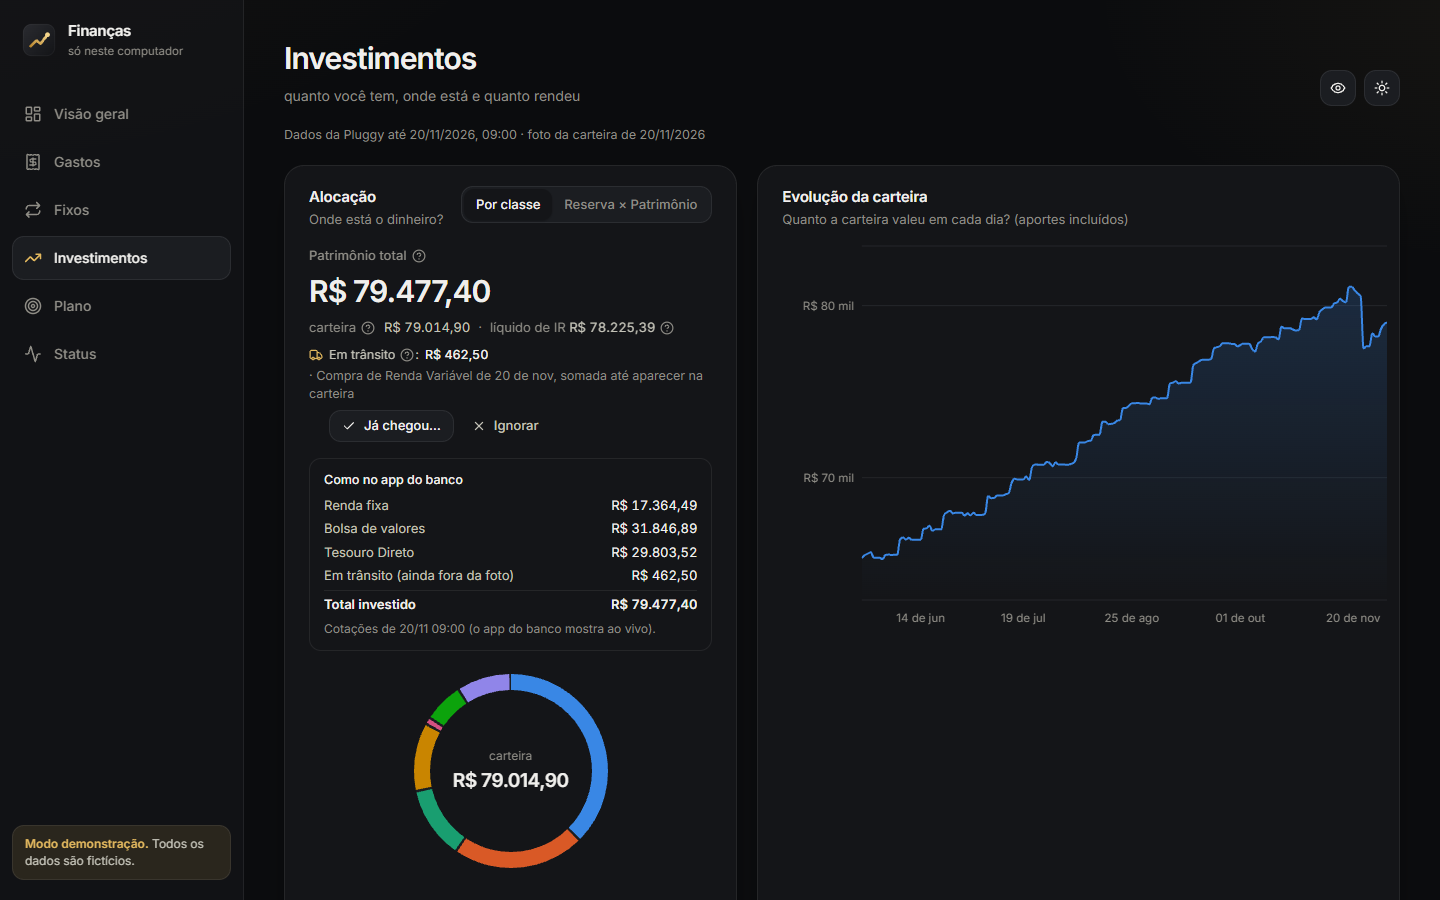 Finanças
só neste computador
Visão geral
Gastos
Fixos
Investimentos
Plano
Status
Modo demonstração. Todos os
dados são fictícios.
Investimentos
quanto você tem, onde está e quanto rendeu
Dados da Pluggy até 20/11/2026, 09:00 · foto da carteira de 20/11/2026
Alocação
Onde está o dinheiro?
Por classe
Reserva × Patrimônio
Patrimônio total ?
R$ 79.477,40
carteira ? R$ 79.014,90 · líquido de IR R$ 78.225,39 ?
Em trânsito ?: R$ 462,50
· Compra de Renda Variável de 20 de nov, somada até aparecer na
carteira
Já chegou...
Ignorar
Como no app do banco
Renda fixa R$ 17.364,49
Bolsa de valores R$ 31.846,89
Tesouro Direto R$ 29.803,52
Em trânsito (ainda fora da foto) R$ 462,50
Total investido R$ 79.477,40
Cotações de 20/11 09:00 (o app do banco mostra ao vivo).
carteira
R$ 79.014,90
Evolução da carteira
Quanto a carteira valeu em cada dia? (aportes incluídos)
R$ 80 mil
R$ 70 mil
14 de jun
19 de jul
25 de ago
01 de out
20 de nov